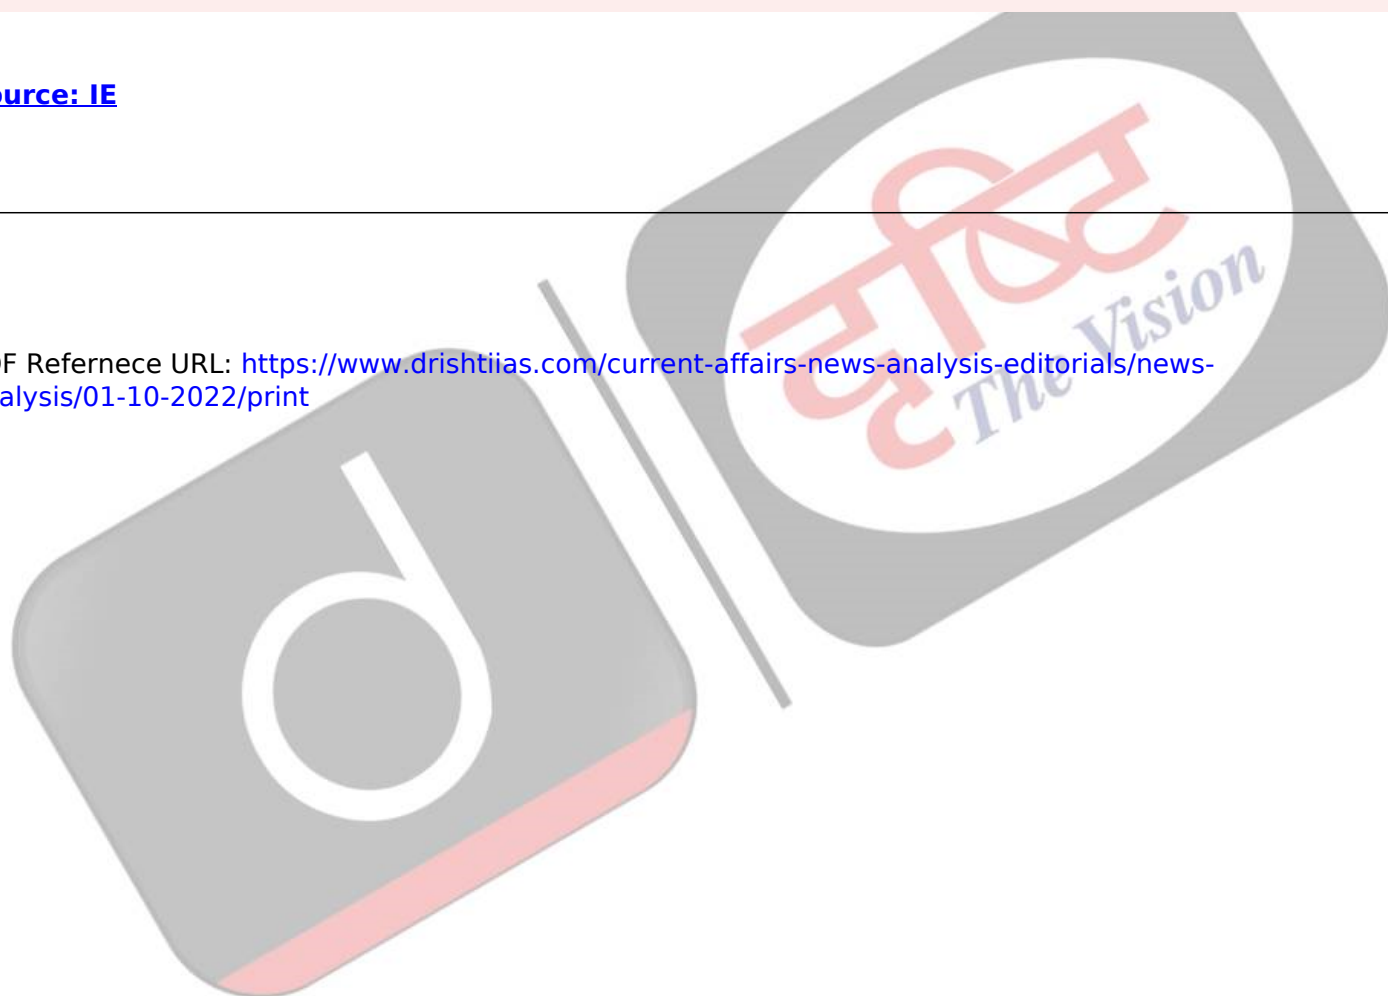 ource: IE
F Refernece URL: https://www.drishtiias.com/current-affairs-news-analysis-editorials/news-
alysis/01-10-2022/print
दृष्टि
The Vision
d